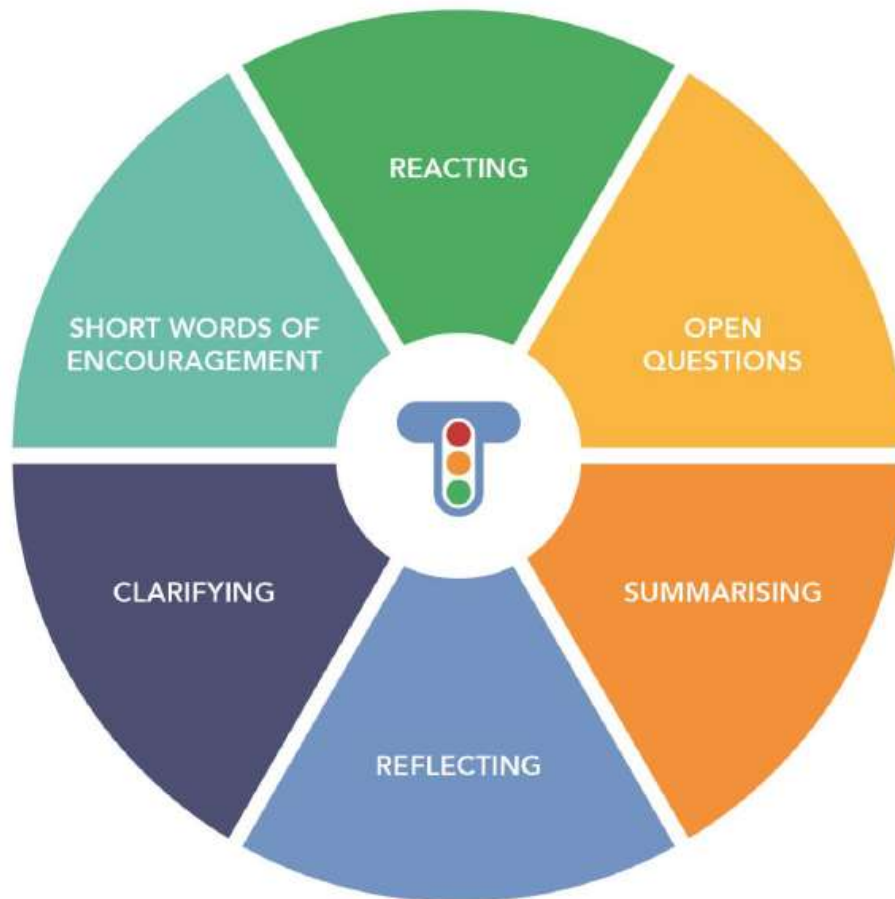 REACTING
OPEN
QUESTIONS
SUMMARISING
REFLECTING
CLARIFYING
SHORT WORDS OF
ENCOURAGEMENT